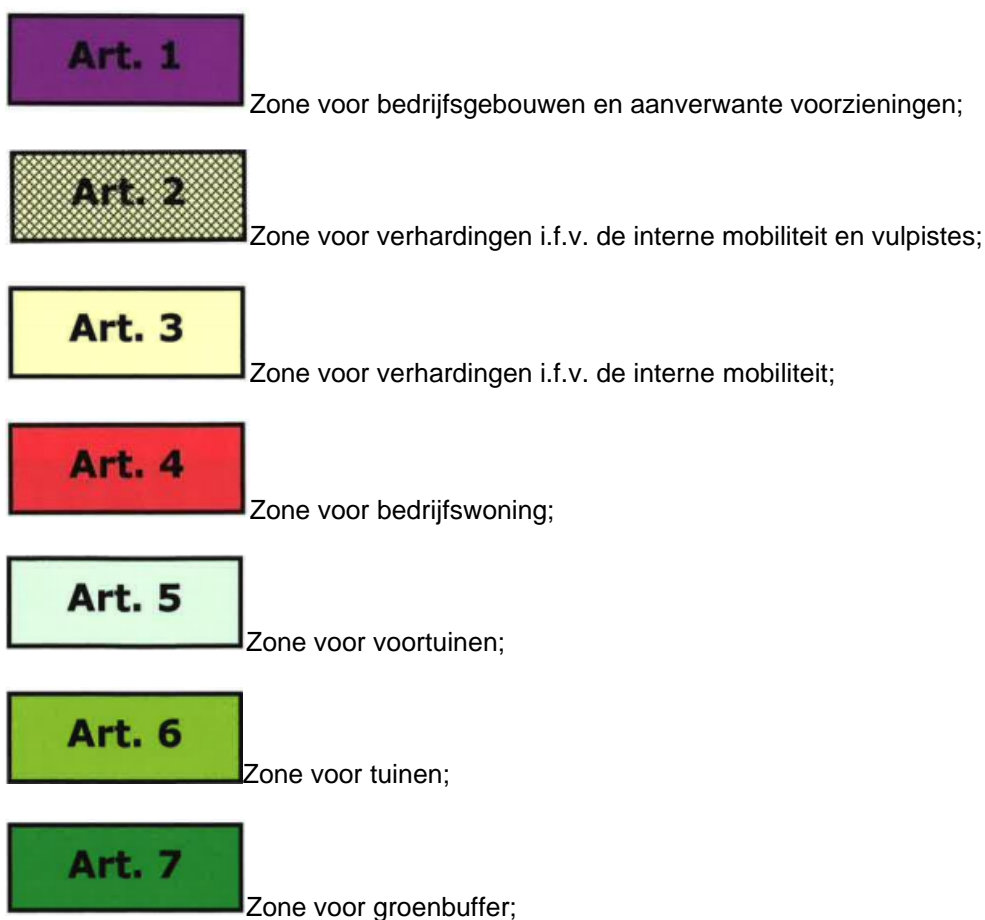 Art. 1
Zone voor bedrijfsgebouwen en aanverwante voorzieningen;
Art. 2
Zone voor verhardingen i.f.v. de interne mobiliteit en vulpistes;
Art. 3
Zone voor verhardingen i.f.v. de interne mobiliteit;
Art. 4
Zone voor bedrijfswoning;
Art. 5
Zone voor voortuinen;
Art. 6
Zone voor tuinen;
Art. 7
Zone voor groenbuffer;